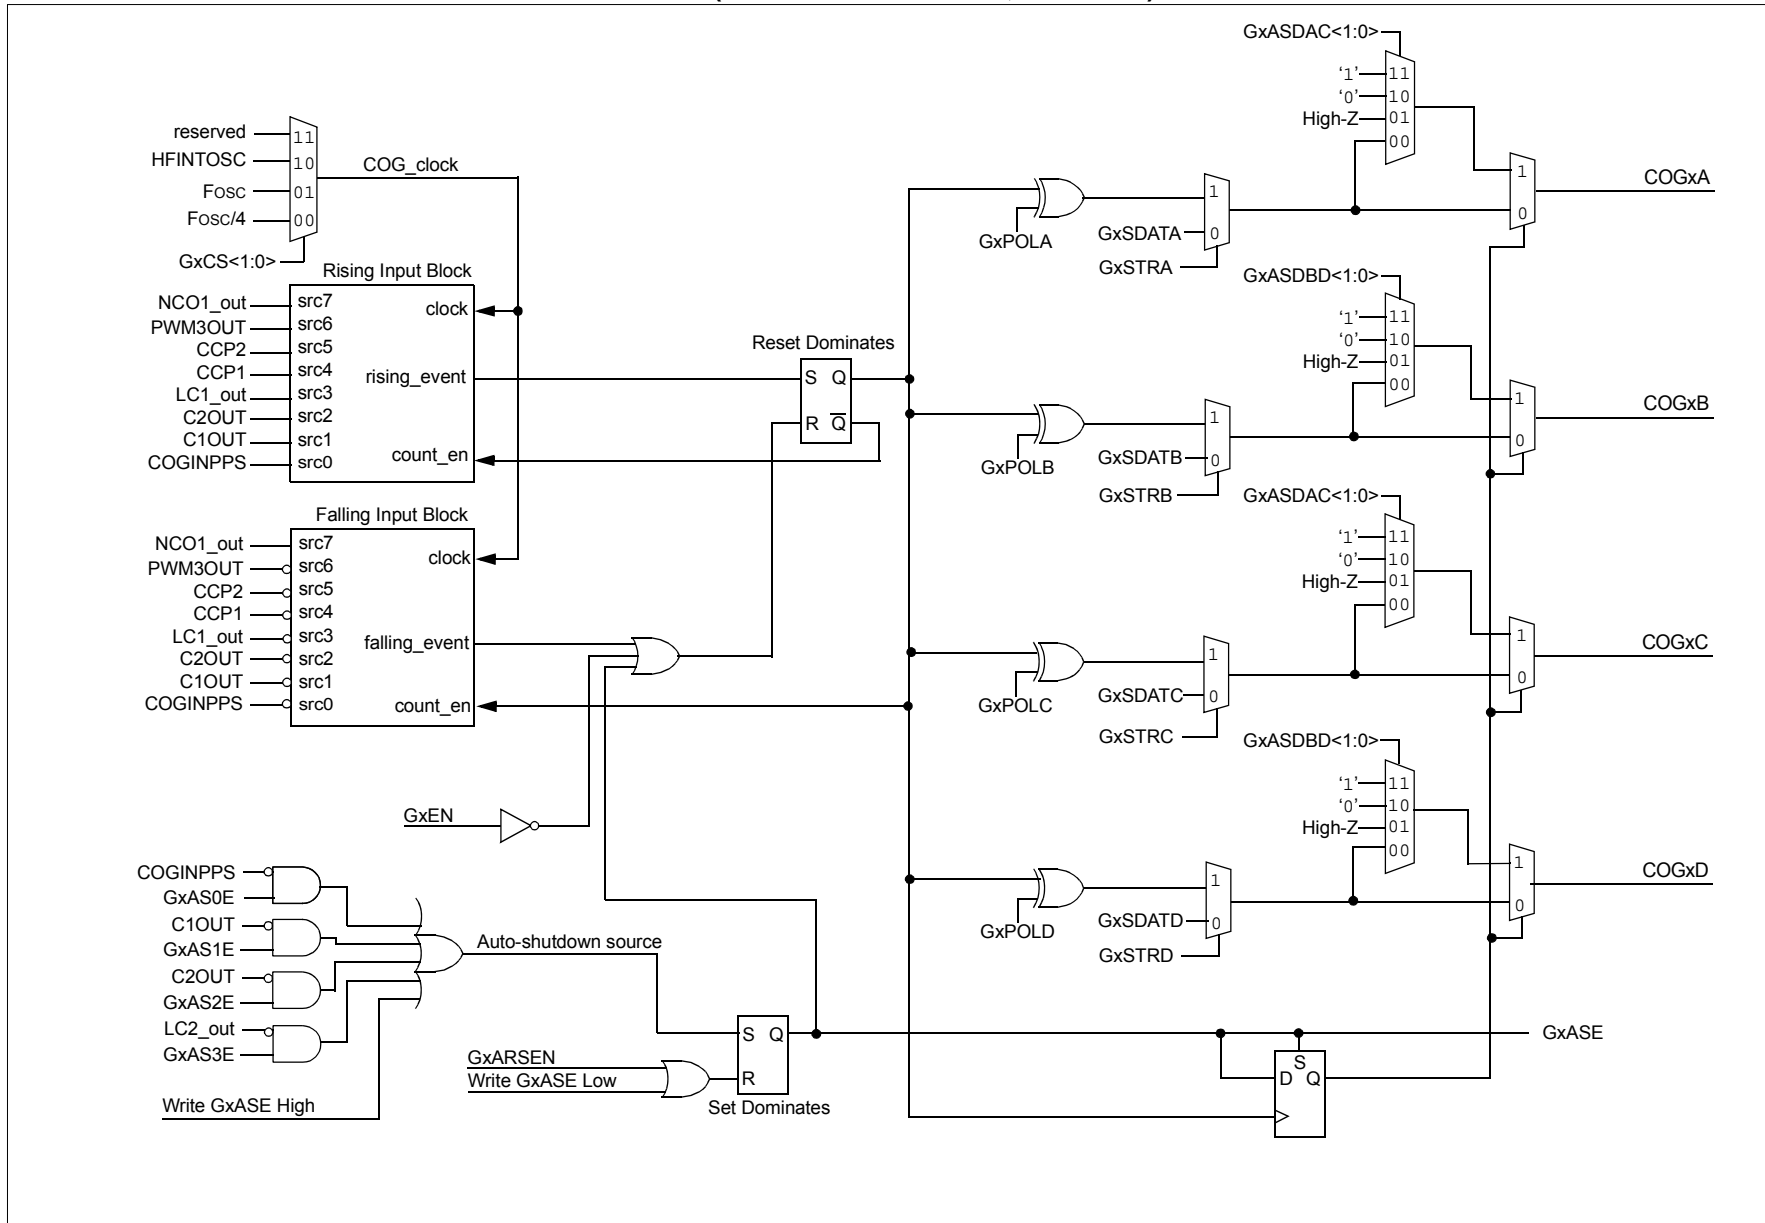 reserved
HFINTOSC
FOSC
FOSC/4
11
10
01
00
COG_clock
GxCS<1:0>
Rising Input Block
NCO1_out
src7
PWM3OUT
src6
CCP2
src5
CCP1
src4
LC1_out
src3
C2OUT
src2
C1OUT
src1
COGINPPS
src0
clock
rising_event
count_en
Falling Input Block
NCO1_out
src7
PWM3OUT
src6
CCP2
src5
CCP1
src4
LC1_out
src3
C2OUT
src2
C1OUT
src1
COGINPPS
src0
clock
falling_event
count_en
Reset Dominates
S Q
R Q
GxEN
COGINPPS
GxAS0E
C1OUT
GxAS1E
C2OUT
GxAS2E
LC2_out
GxAS3E
Auto-shutdown source
Write GxASE High
GxARSEN
Write GxASE Low
S Q
R
Set Dominates
GxASDAC<1:0>
'1' 11
'0' 10
High-Z 01
00
GxPOLA
GxSDATA
GxSTRA
1
0
1
0
COGxA
GxASDBD<1:0>
'1' 11
'0' 10
High-Z 01
00
GxPOLB
GxSDATB
GxSTRB
1
0
1
0
COGxB
GxASDAC<1:0>
'1' 11
'0' 10
High-Z 01
00
GxPOLC
GxSDATC
GxSTRC
1
0
1
0
COGxC
GxASDBD<1:0>
'1' 11
'0' 10
High-Z 01
00
GxPOLD
GxSDATD
GxSTRD
1
0
1
0
COGxD
GxASE
S
D Q